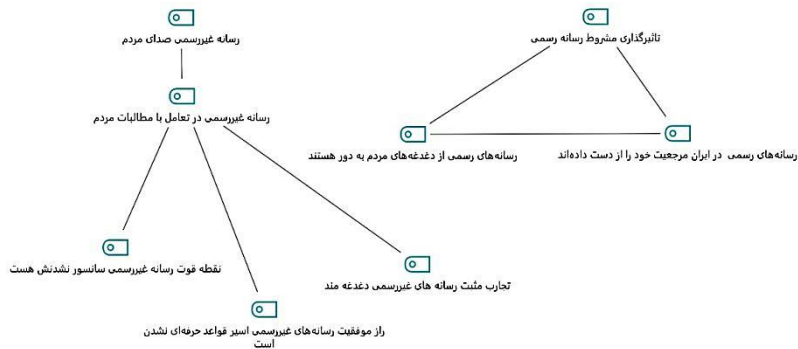 تاثیرگذاری مشروط رسانه رسمی
رسانه‌های رسمی در ایران مرجعیت خود را از دست داده‌اند
رسانه‌های رسمی از دغدغه‌های مردم به دور هستند
رسانه غیررسمی صدای مردم
رسانه غیررسمی در تعامل با مطالبات مردم
تجارب مثبت رسانه های غیررسمی دغدغه مند
نقطه قوت رسانه غیررسمی سانسور نشدنش هست
راز موفقیت رسانه‌های غیررسمی اسیر قواعد حرفه‌ای نشدن
است